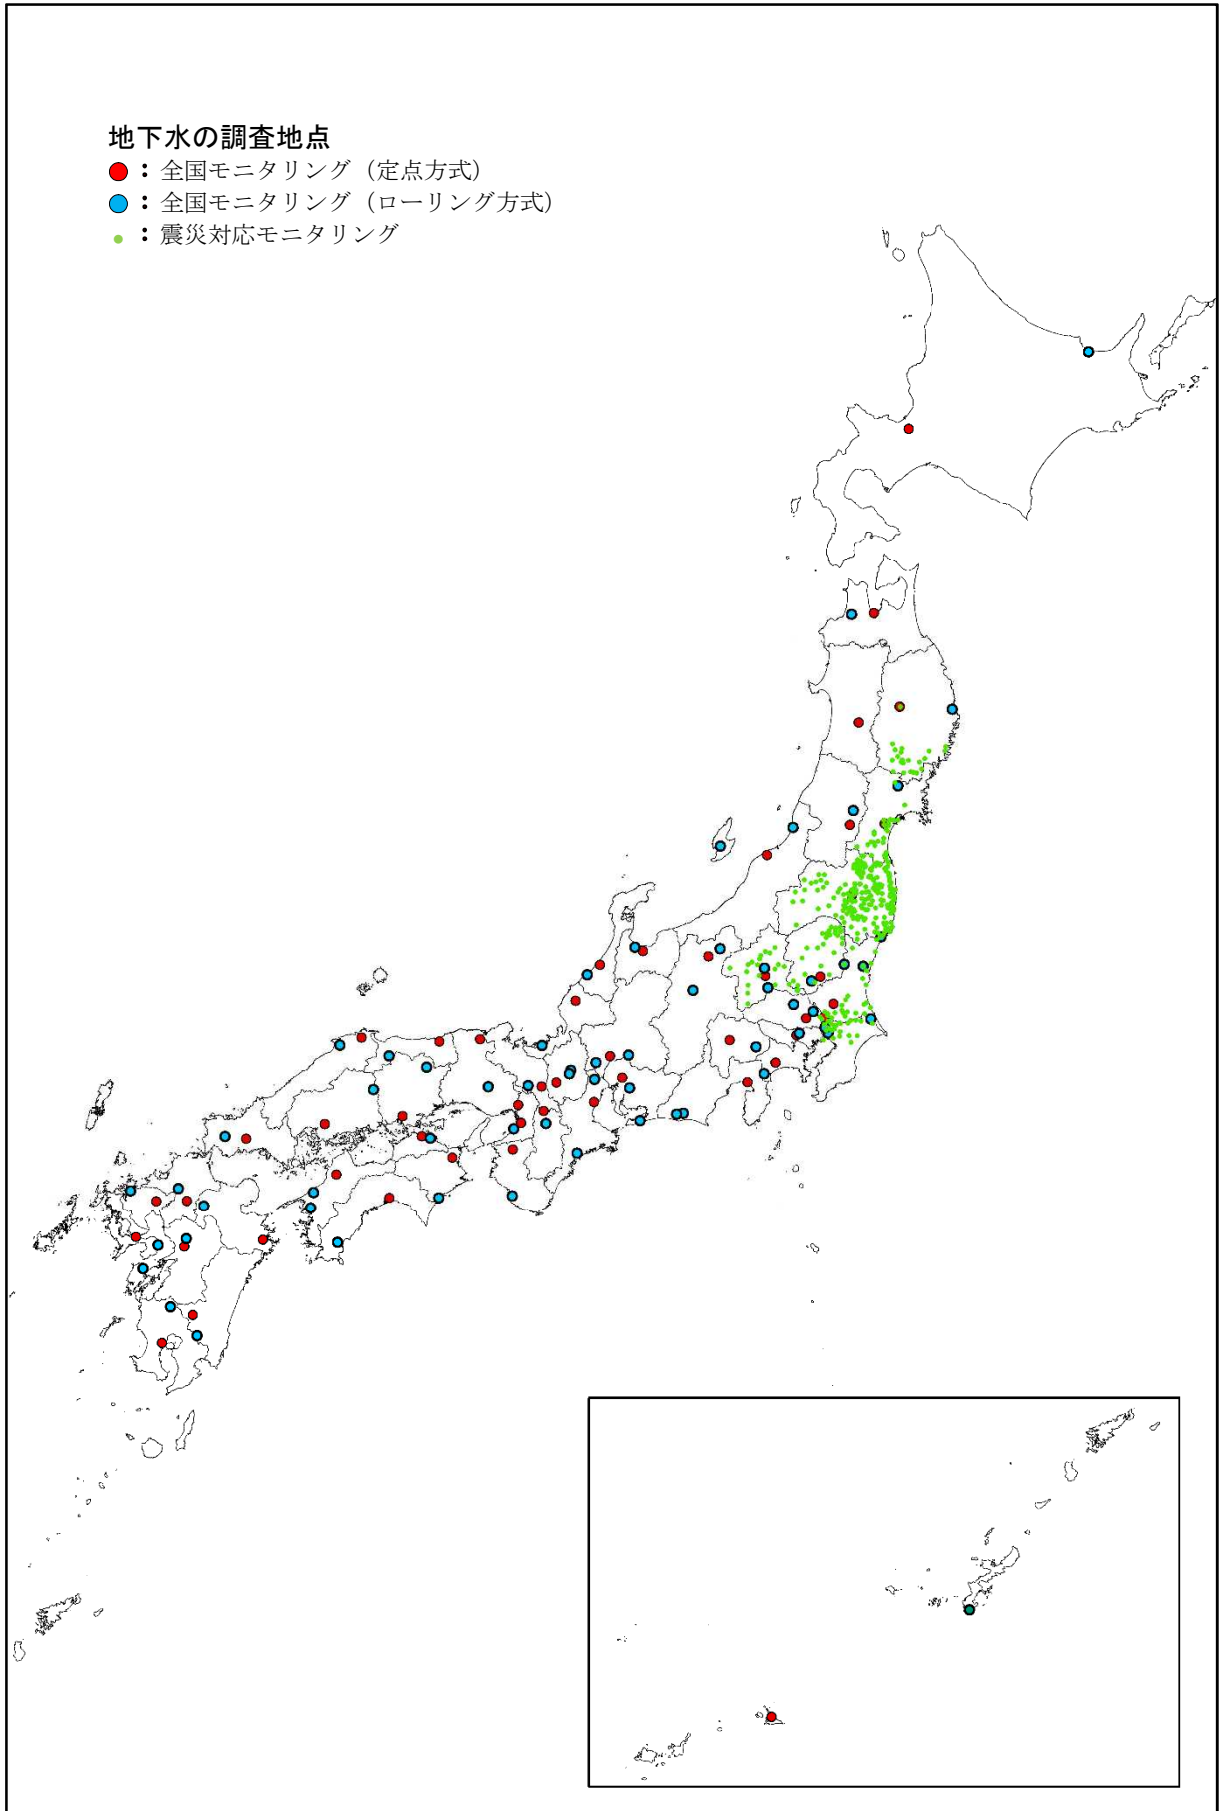 地下水の調査地点
：全国モニタリング（定点方式）
：全国モニタリング（ローリング方式）
：震災対応モニタリング